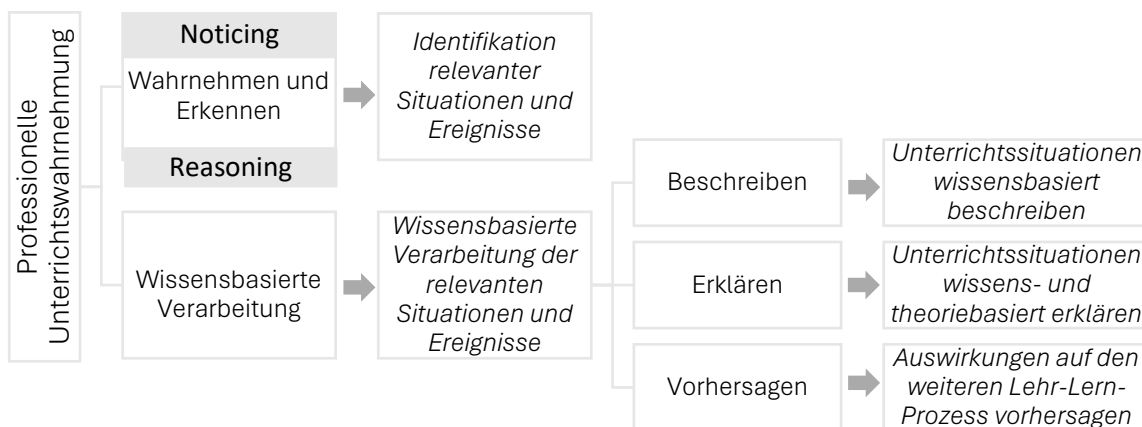 Professionelle
Unterrichtswahrnehmung
Noticing
Wahrnehmen und
Erkennen
Identifikation
relevanter
Situationen und
Ereignisse
Reasoning
Wissensbasierte
Verarbeitung
Wissensbasierte
Verarbeitung der
relevanten
Situationen und
Ereignisse
Beschreiben
Unterrichtssituationen
wissensbasiert
beschreiben
Erklären
Unterrichtssituationen
wissens- und
theoriebasiert erklären
Vorhersagen
Auswirkungen auf den
weiteren Lehr-Lern-
Prozess vorhersagen